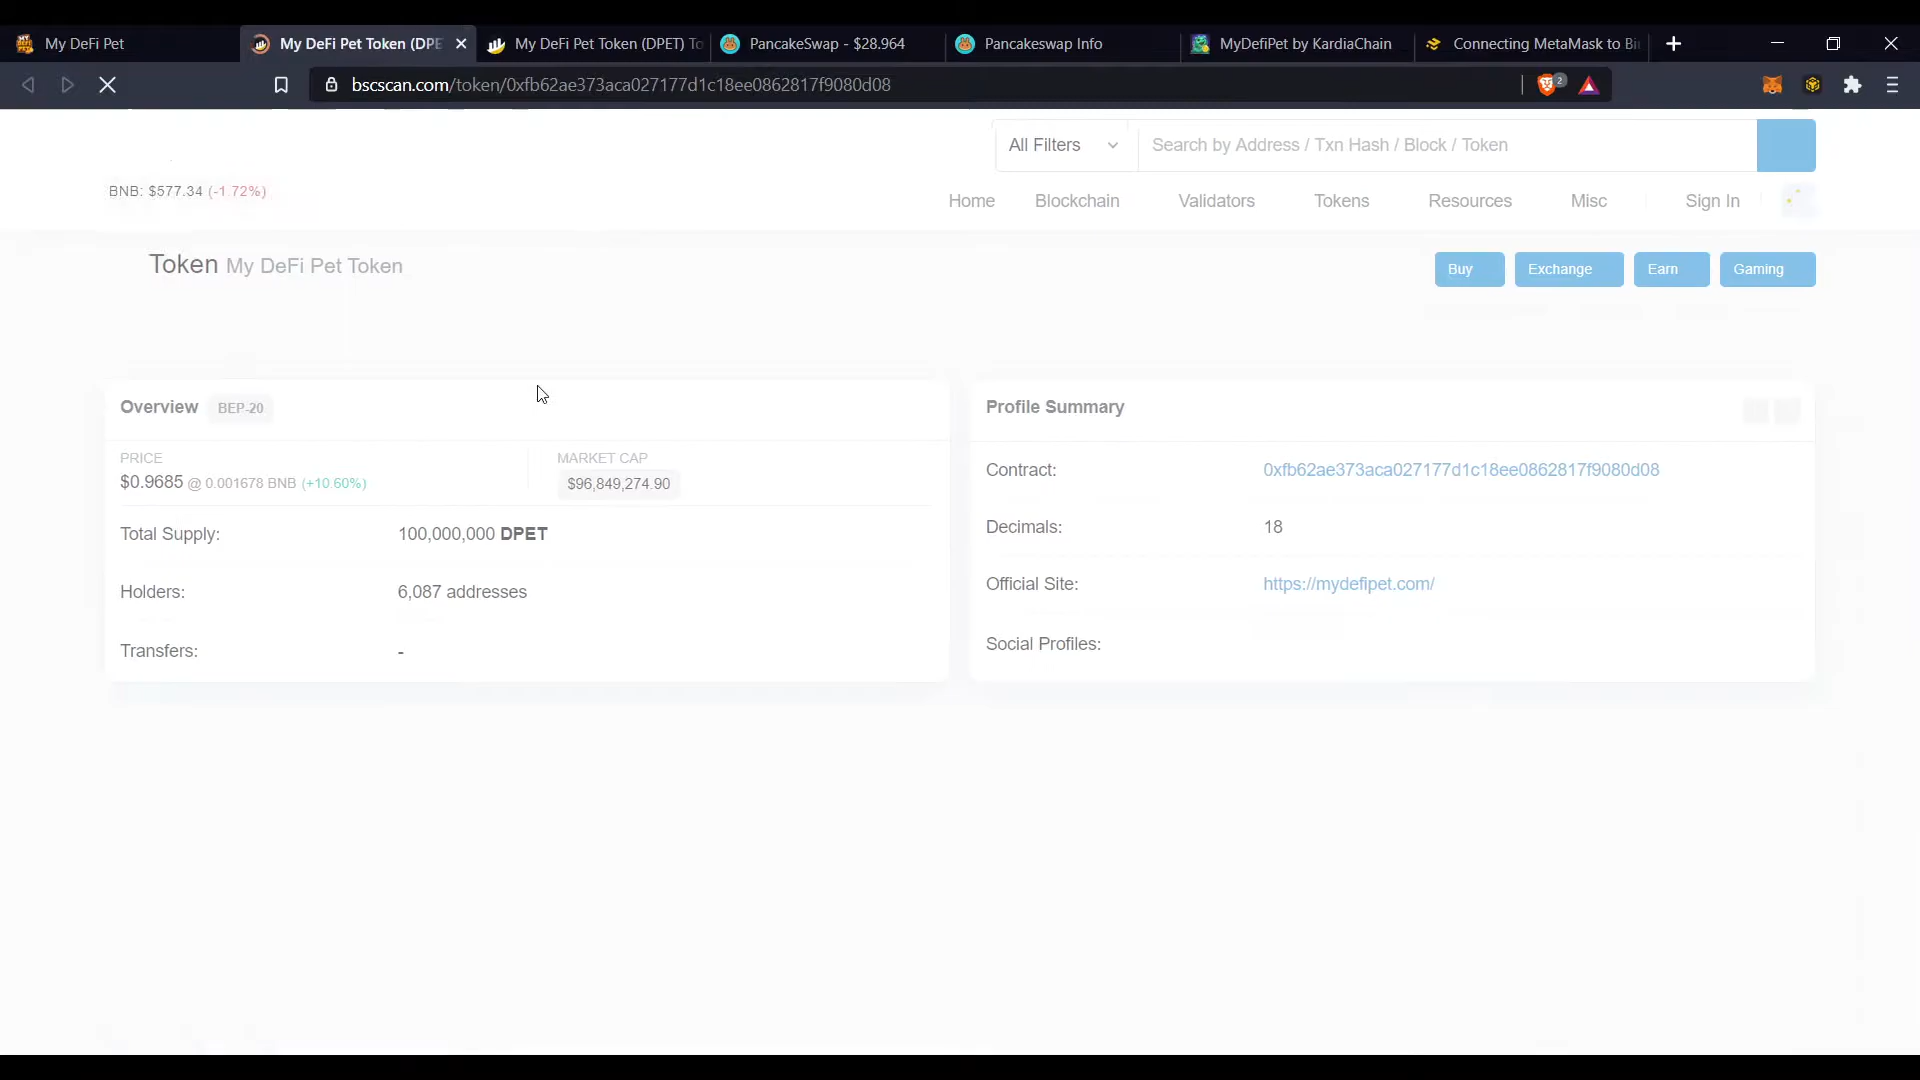 My DeFi Pet
My DeFi Pet Token (DPE
My DeFi Pet Token (DPET) To
PancakeSwap - $28.964
Pancakeswap Info
MyDefiPet by KardiaChain
Connecting MetaMask to Bi
bscscan.com/token/0xfb62ae373aca027177d1c18ee0862817f9080d08
2
All Filters
Search by Address / Txn Hash / Block / Token
BNB: $577.34 (-1.72%)
Home
Blockchain
Validators
Tokens
Resources
Misc
Sign In
Token My DeFi Pet Token
Buy
Exchange
Earn
Gaming
Overview BEP-20
PRICE
$0.9685 @ 0.001678 BNB (+10.60%)
MARKET CAP
$96,849,274.90
Total Supply: 100,000,000 DPET
Holders: 6,087 addresses
Transfers: -
Profile Summary
Contract: 0xfb62ae373aca027177d1c18ee0862817f9080d08
Decimals: 18
Official Site: https://mydefipet.com/
Social Profiles: